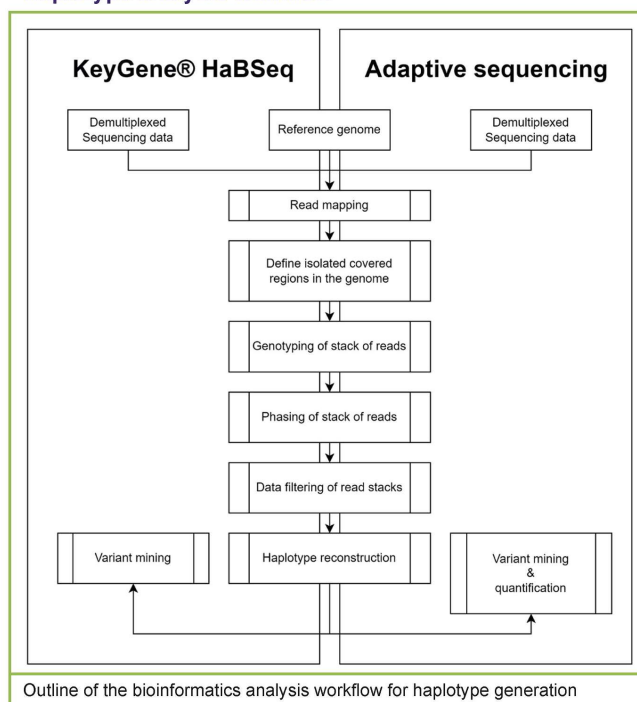 KeyGene® HaBSeq
Adaptive sequencing
Demultiplexed
Sequencing data
Reference genome
Demultiplexed
Sequencing data
Read mapping
Define isolated covered
regions in the genome
Genotyping of stack of reads
Phasing of stack of reads
Data filtering of read stacks
Variant mining
Haplotype reconstruction
Variant mining
&
quantification
Outline of the bioinformatics analysis workflow for haplotype generation